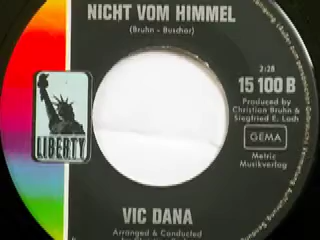 NICHT VOM HIMMEL
(Bruhn - Buschor)
2:28
15 100 B
Produced by
Christian Bruhn &
Siegfried E. Loch
GEMA
Metric
Musikverlag
LIBERTY
VIC DANA
Arranged & Conducted